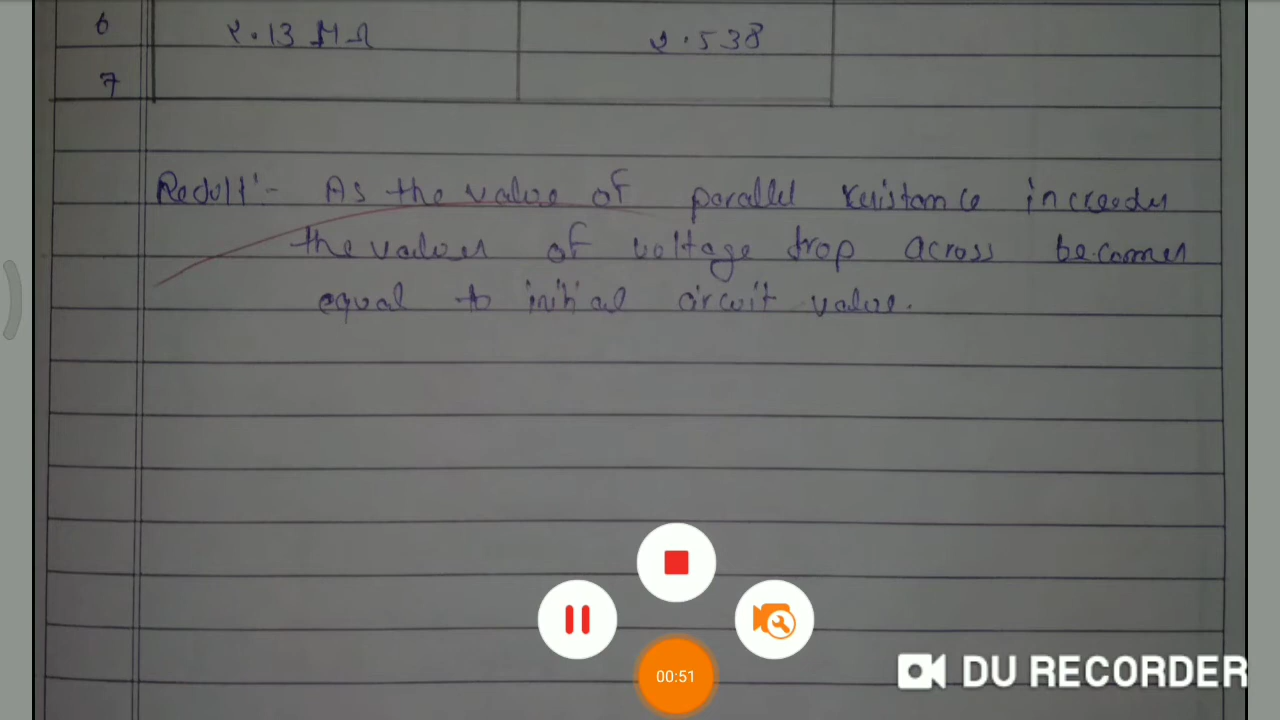 6 2.13 MΩ 2.538
7
Result:- As the value of parallel resistance increases
the values of voltage drop across becomes
equal to initial circuit value.
00:51
DU RECORDER